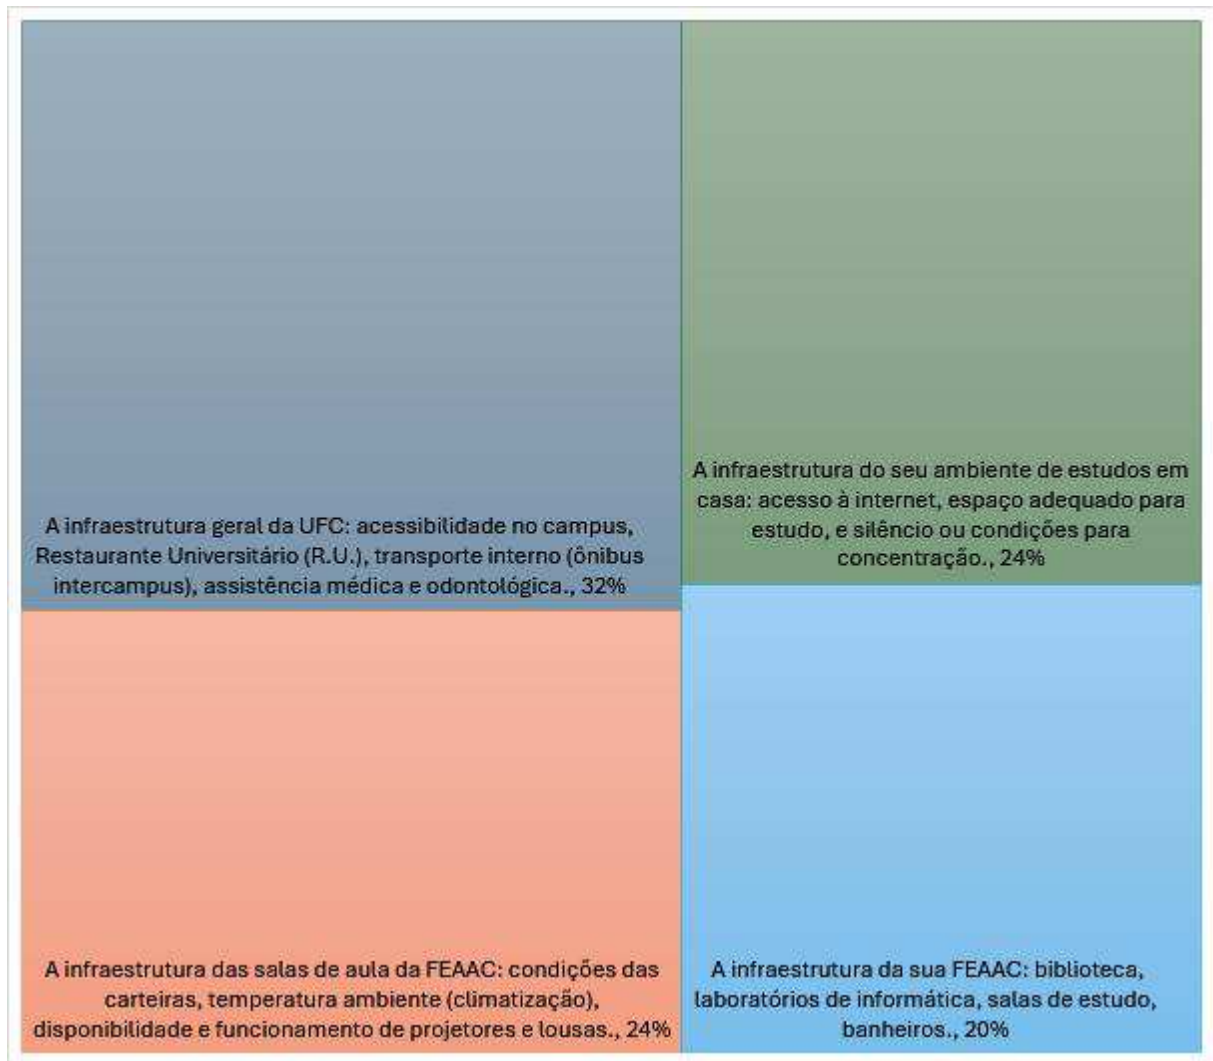 A infraestrutura geral da UFC: acessibilidade no campus,
Restaurante Universitário (R.U.), transporte interno (ônibus
intercampus), assistência médica e odontológica., 32%
A infraestrutura do seu ambiente de estudos em
casa: acesso à internet, espaço adequado para
estudo, e silêncio ou condições para
concentração., 24%
A infraestrutura das salas de aula da FEAAC: condições das
carteiras, temperatura ambiente (climatização),
disponibilidade e funcionamento de projetores e lousas., 24%
A infraestrutura da sua FEAAC: biblioteca,
laboratórios de informática, salas de estudo,
banheiros., 20%